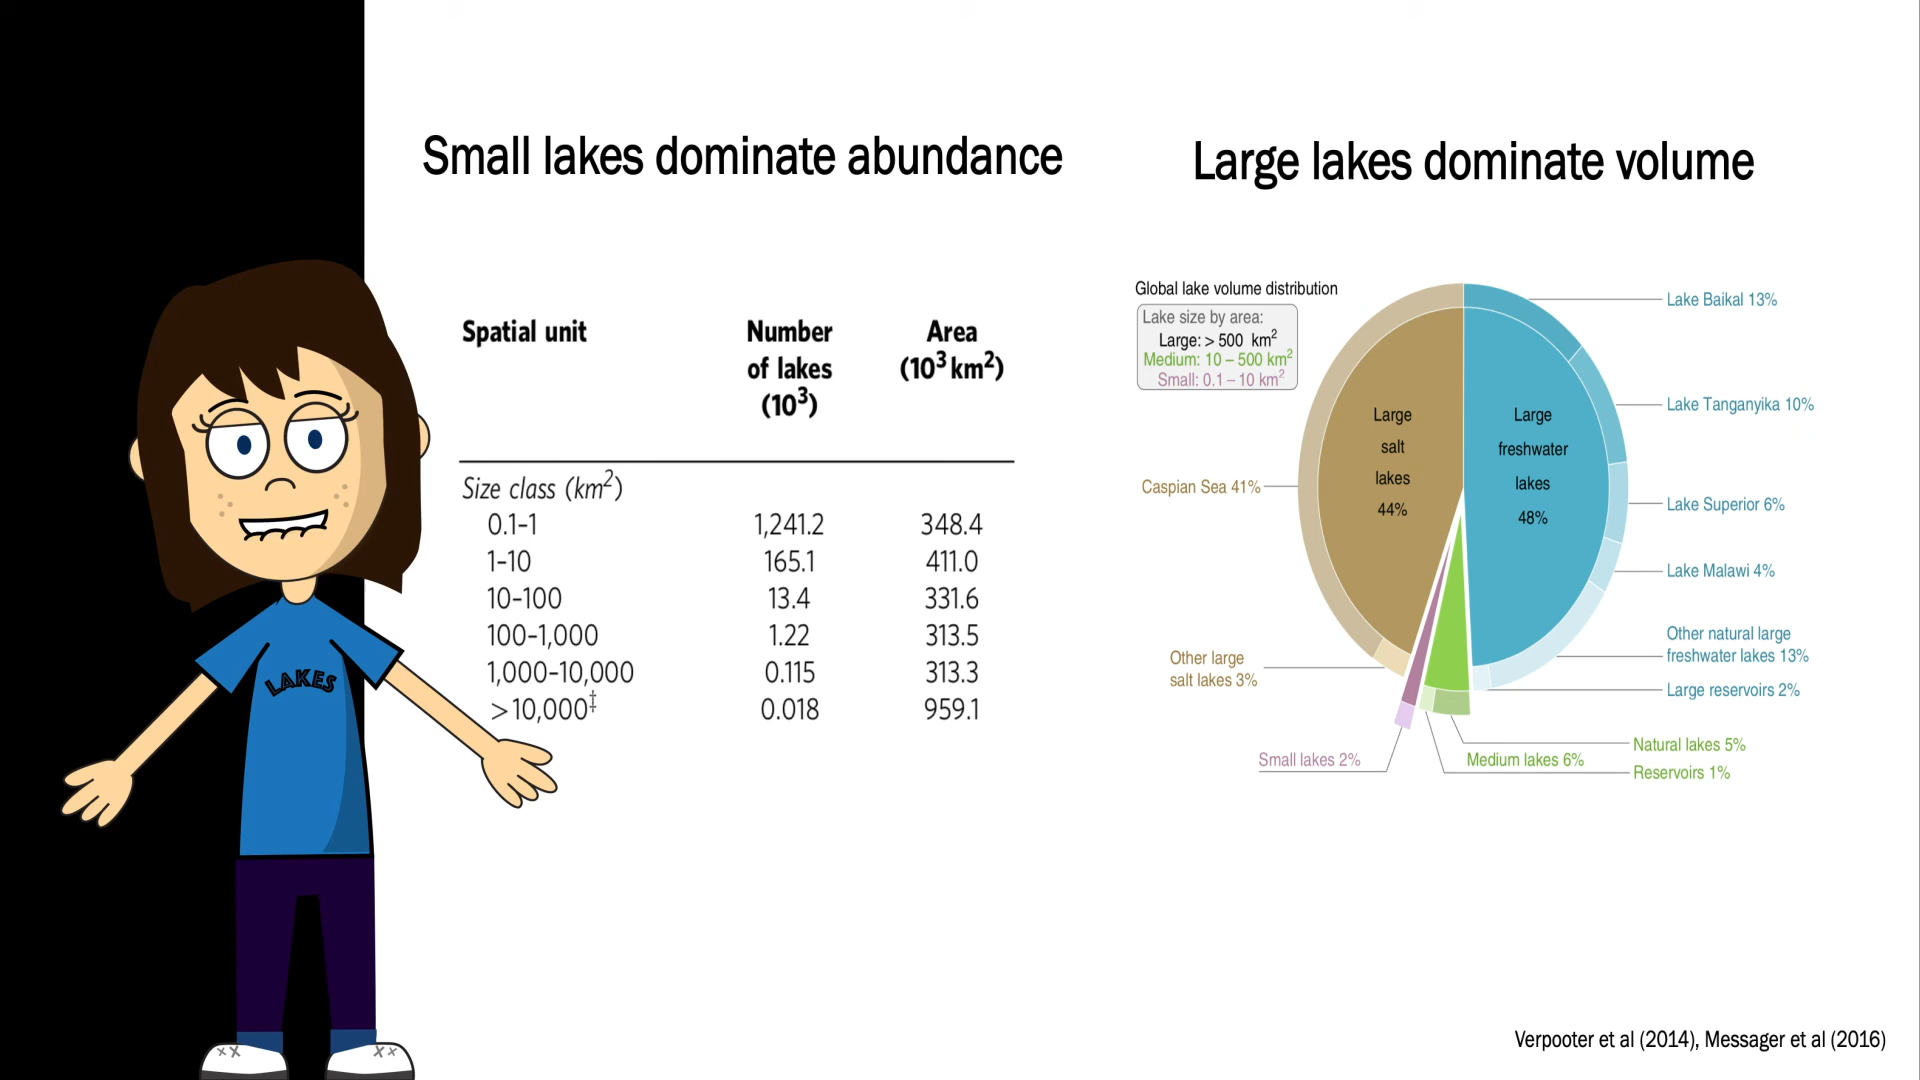 Small lakes dominate abundance
Large lakes dominate volume
Spatial unit
Number of lakes (10³)
Area (10³ km²)
Size class (km²)
0.1–1 1,241.2 348.4
1–10 165.1 411.0
10–100 13.4 331.6
100–1,000 1.22 313.5
1,000–10,000 0.115 313.3
>10,000‡ 0.018 959.1
LAKES
Global lake volume distribution
Lake size by area:
Large: > 500 km²
Medium: 10 – 500 km²
Small: 0.1 – 10 km²
Large
salt
lakes
44%
Large
freshwater
lakes
48%
Lake Baikal 13%
Lake Tanganyika 10%
Lake Superior 6%
Lake Malawi 4%
Other natural large
freshwater lakes 13%
Large reservoirs 2%
Caspian Sea 41%
Other large
salt lakes 3%
Small lakes 2%
Medium lakes 6%
Natural lakes 5%
Reservoirs 1%
Verpooter et al (2014), Messager et al (2016)